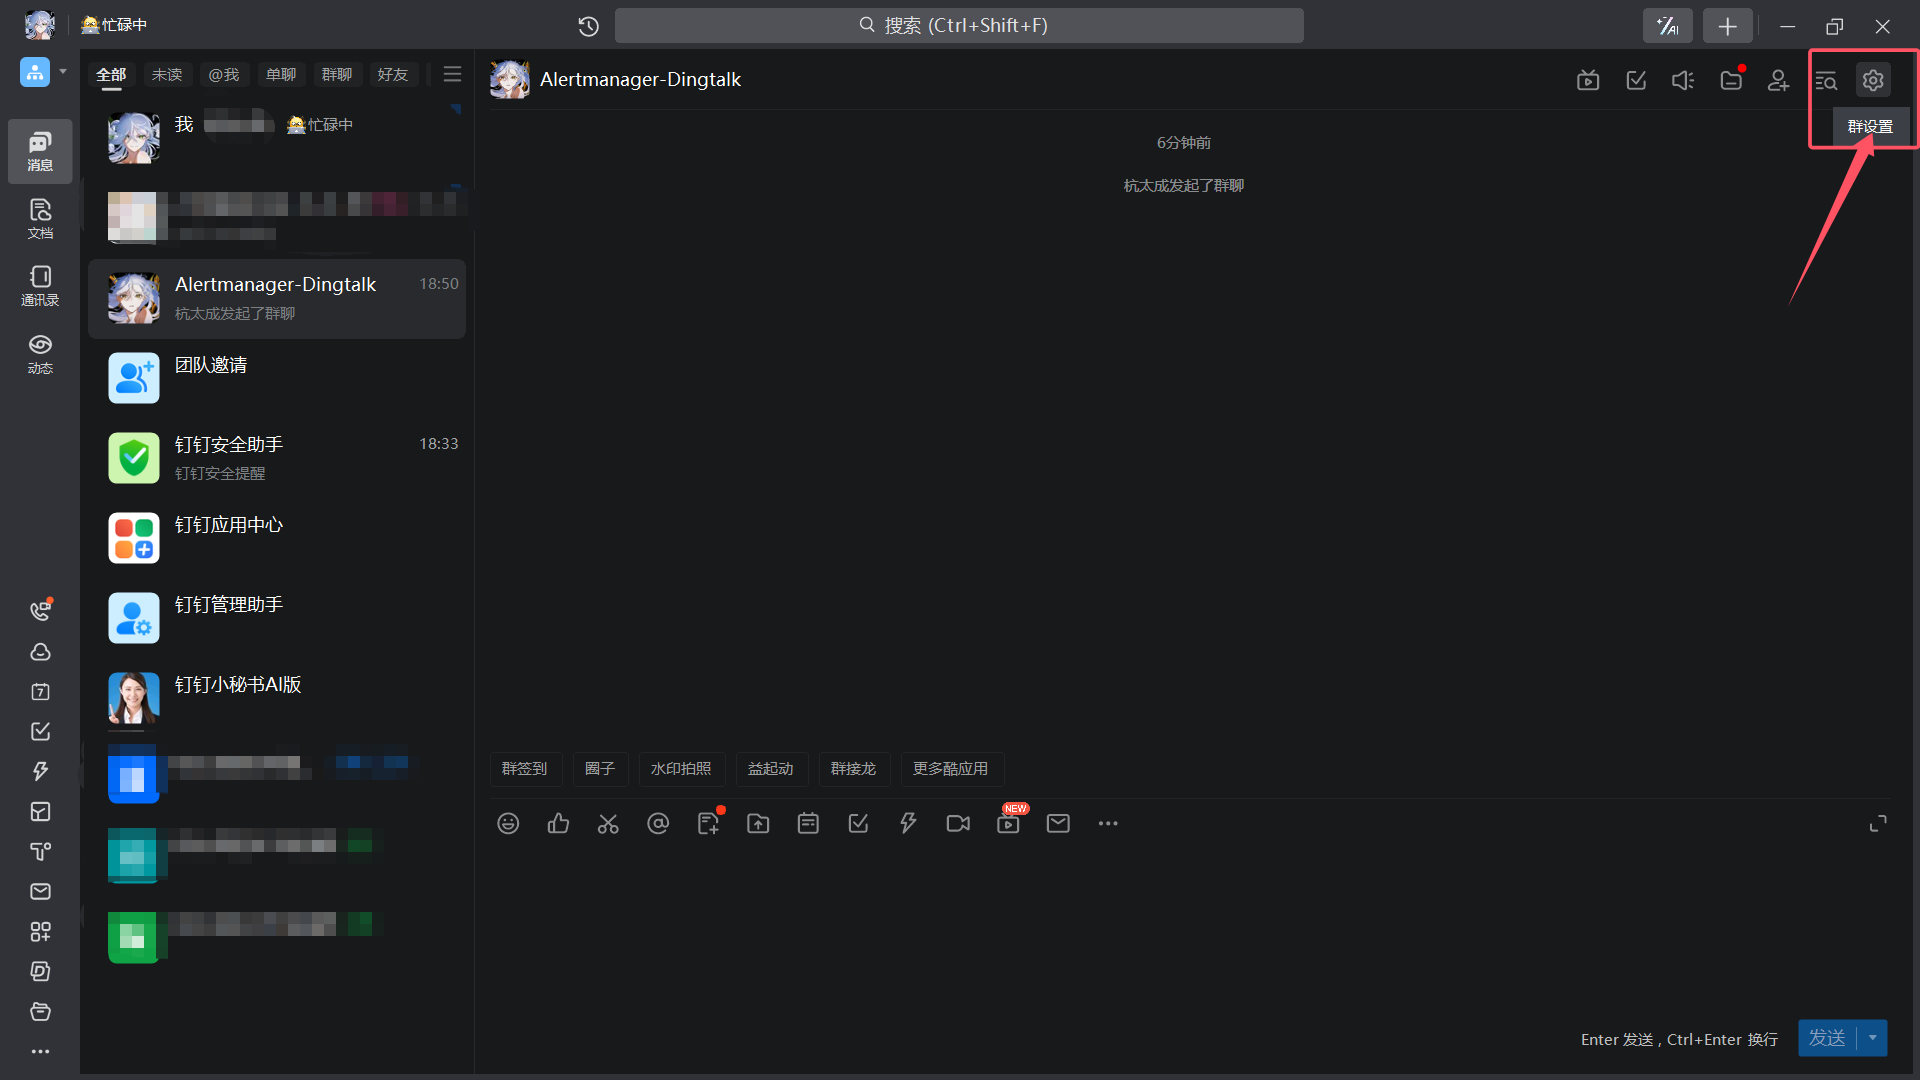 忙碌中
搜索 (Ctrl+Shift+F)
AI
全部
未读
@我
单聊
群聊
好友
Alertmanager-Dingtalk
群设置
消息
文档
通讯录
动态
7
我
忙碌中
Alertmanager-Dingtalk
18:50
杭太成发起了群聊
团队邀请
钉钉安全助手
18:33
钉钉安全提醒
钉钉应用中心
钉钉管理助手
钉钉小秘书AI版
6分钟前
杭太成发起了群聊
群签到
圈子
水印拍照
益起动
群接龙
更多酷应用
NEW
Enter 发送 , Ctrl+Enter 换行
发送